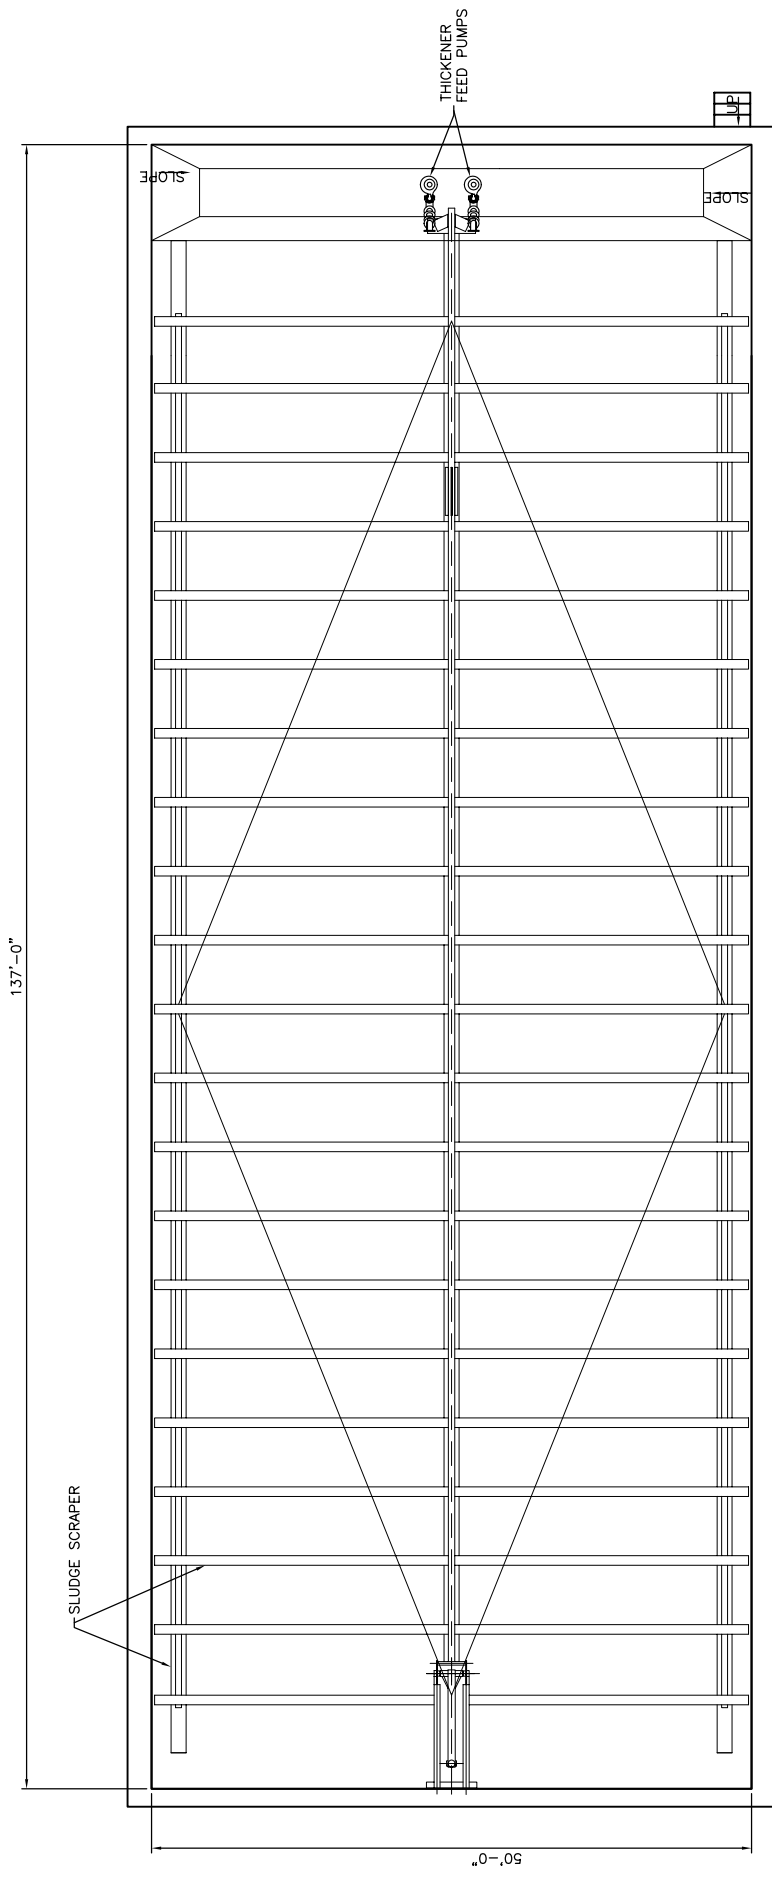 THICKENER
FEED PUMPS
UP
SLOPE
SLOPE
137'-0"
SLUDGE SCRAPER
50'-0"